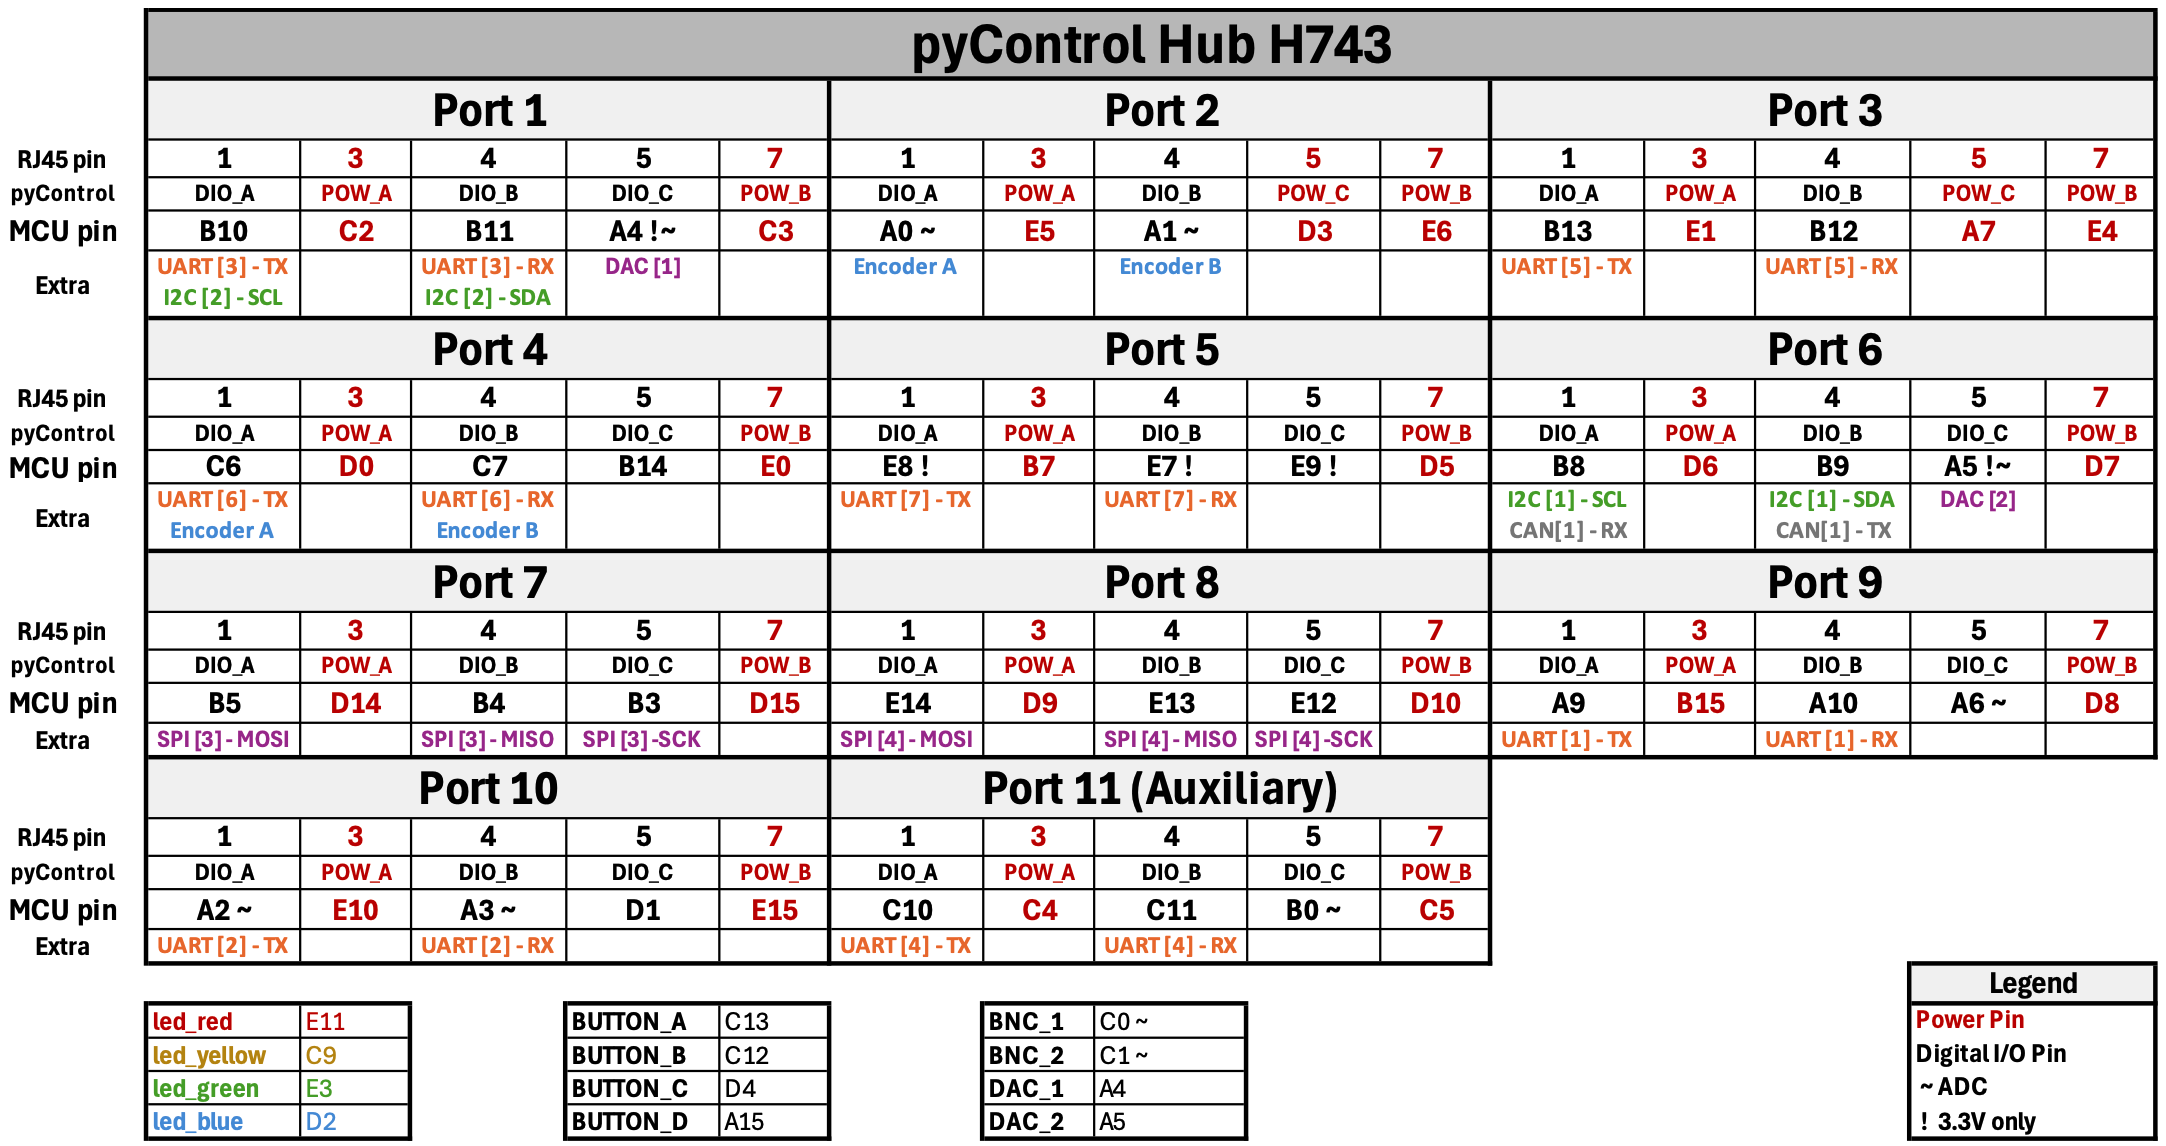 pyControl Hub H743
Port 1 Port 2 Port 3
RJ45 pin 1 3 4 5 7 1 3 4 5 7 1 3 4 5 7
pyControl DIO_A POW_A DIO_B DIO_C POW_B DIO_A POW_A DIO_B POW_C POW_B DIO_A POW_A DIO_B POW_C POW_B
MCU pin B10 C2 B11 A4 !~ C3 A0 ~ E5 A1 ~ D3 E6 B13 E1 B12 A7 E4
Extra UART [3] - TX UART [3] - RX DAC [1] Encoder A Encoder B UART [5] - TX UART [5] - RX
I2C [2] - SCL I2C [2] - SDA
Port 4 Port 5 Port 6
RJ45 pin 1 3 4 5 7 1 3 4 5 7 1 3 4 5 7
pyControl DIO_A POW_A DIO_B DIO_C POW_B DIO_A POW_A DIO_B DIO_C POW_B DIO_A POW_A DIO_B DIO_C POW_B
MCU pin C6 D0 C7 B14 E0 E8 ! B7 E7 ! E9 ! D5 B8 D6 B9 A5 !~ D7
Extra UART [6] - TX UART [6] - RX UART [7] - TX UART [7] - RX I2C [1] - SCL I2C [1] - SDA DAC [2]
Encoder A Encoder B CAN[1] - RX CAN[1] - TX
Port 7 Port 8 Port 9
RJ45 pin 1 3 4 5 7 1 3 4 5 7 1 3 4 5 7
pyControl DIO_A POW_A DIO_B DIO_C POW_B DIO_A POW_A DIO_B DIO_C POW_B DIO_A POW_A DIO_B DIO_C POW_B
MCU pin B5 D14 B4 B3 D15 E14 D9 E13 E12 D10 A9 B15 A10 A6 ~ D8
Extra SPI [3] - MOSI SPI [3] - MISO SPI [3] -SCK SPI [4] - MOSI SPI [4] - MISO SPI [4] -SCK UART [1] - TX UART [1] - RX
Port 10 Port 11 (Auxiliary)
RJ45 pin 1 3 4 5 7 1 3 4 5 7
pyControl DIO_A POW_A DIO_B DIO_C POW_B DIO_A POW_A DIO_B DIO_C POW_B
MCU pin A2 ~ E10 A3 ~ D1 E15 C10 C4 C11 B0 ~ C5
Extra UART [2] - TX UART [2] - RX UART [4] - TX UART [4] - RX
led_red E11
led_yellow C9
led_green E3
led_blue D2
BUTTON_A C13
BUTTON_B C12
BUTTON_C D4
BUTTON_D A15
BNC_1 C0 ~
BNC_2 C1 ~
DAC_1 A4
DAC_2 A5
Legend
Power Pin
Digital I/O Pin
~ ADC
! 3.3V only